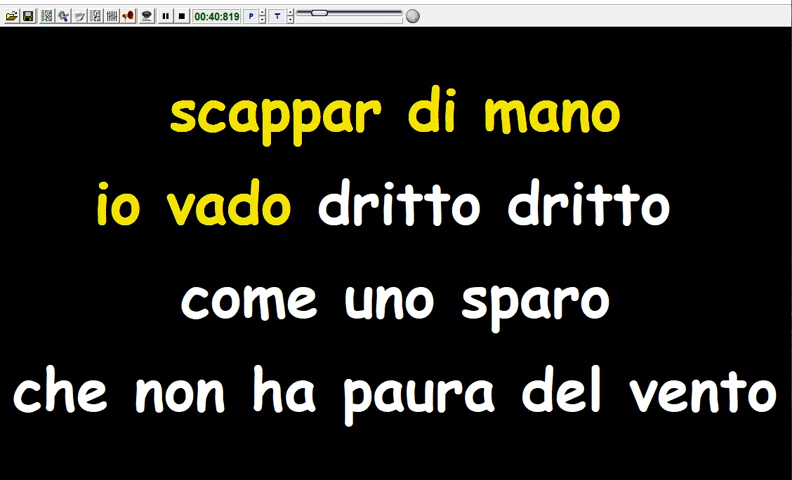 00:40:819
P
T
scappar di mano
io vado dritto dritto
come uno sparo
che non ha paura del vento